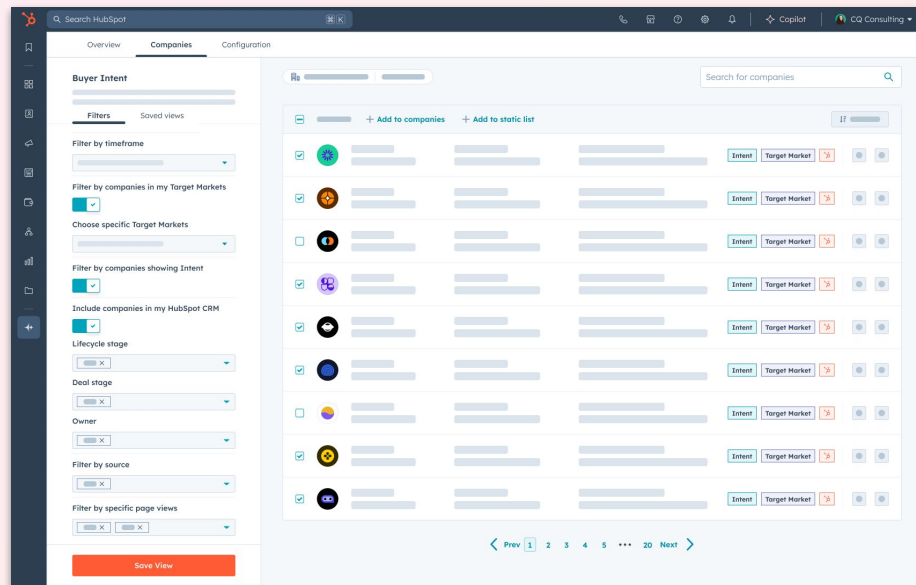 Search HubSpot
⌘ K
Copilot
CQ Consulting
Overview Companies Configuration
Buyer Intent
Filters Saved views
Filter by timeframe
Filter by companies in my Target Markets
Choose specific Target Markets
Filter by companies showing Intent
Include companies in my HubSpot CRM
Lifecycle stage
Deal stage
Owner
Filter by source
Filter by specific page views
Save View
Search for companies
+ Add to companies + Add to static list
Intent Target Market
Intent Target Market
Intent Target Market
Intent Target Market
Intent Target Market
Intent Target Market
Intent Target Market
Intent Target Market
Intent Target Market
Prev 1 2 3 4 5 ••• 20 Next